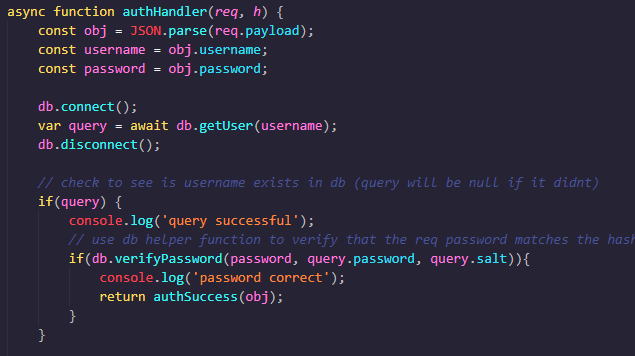 async function authHandler(req, h) {
const obj = JSON.parse(req.payload);
const username = obj.username;
const password = obj.password;
db.connect();
var query = await db.getUser(username);
db.disconnect();
// check to see is username exists in db (query will be null if it didnt)
if(query) {
console.log('query successful');
// use db helper function to verify that the req password matches the hash
if(db.verifyPassword(password, query.password, query.salt)){
console.log('password correct');
return authSuccess(obj);
}
}